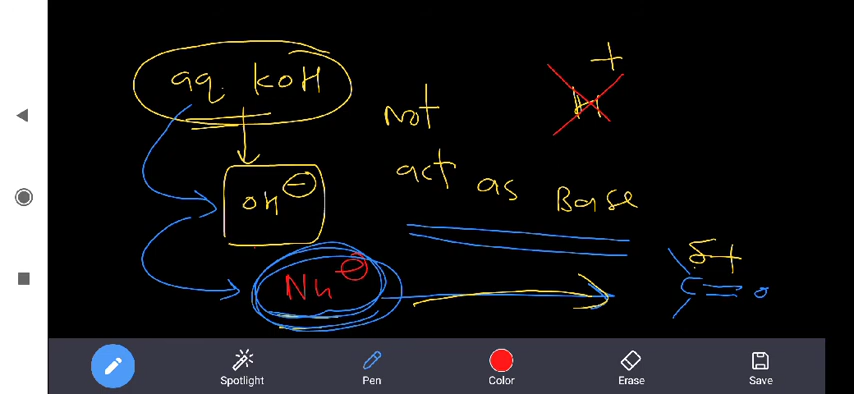 aq. KOH
Not
act as Base
H+
OH⊖
Nu⊖
δ+
C=O
Spotlight
Pen
Color
Erase
Save